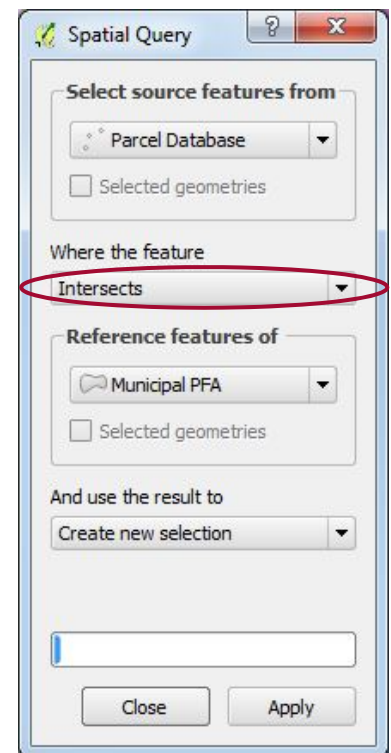 Spatial Query
Select source features from
Parcel Database
Selected geometries
Where the feature
Intersects
Reference features of
Municipal PFA
Selected geometries
And use the result to
Create new selection
Close Apply